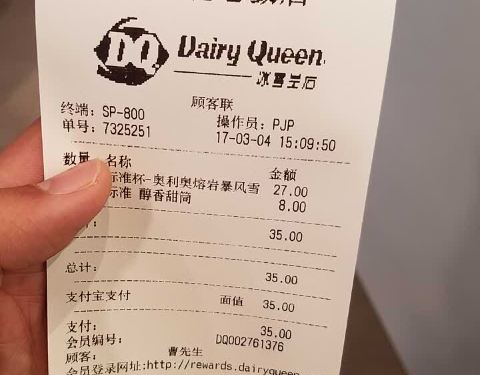 DQ Dairy Queen.
冰雪皇后
顾客联
终端: SP-800 操作员: PJP
单号: 7325251 17-03-04 15:09:50
数量 名称 金额
标准杯-奥利奥熔岩暴风雪 27.00
标准 醇香甜筒 8.00
35.00
总计: 35.00
支付宝支付 面值 35.00
支付: 35.00
会员编号: DQ002761376
顾客: 曹先生
会员登录网址:http://rewards.dairyqueen